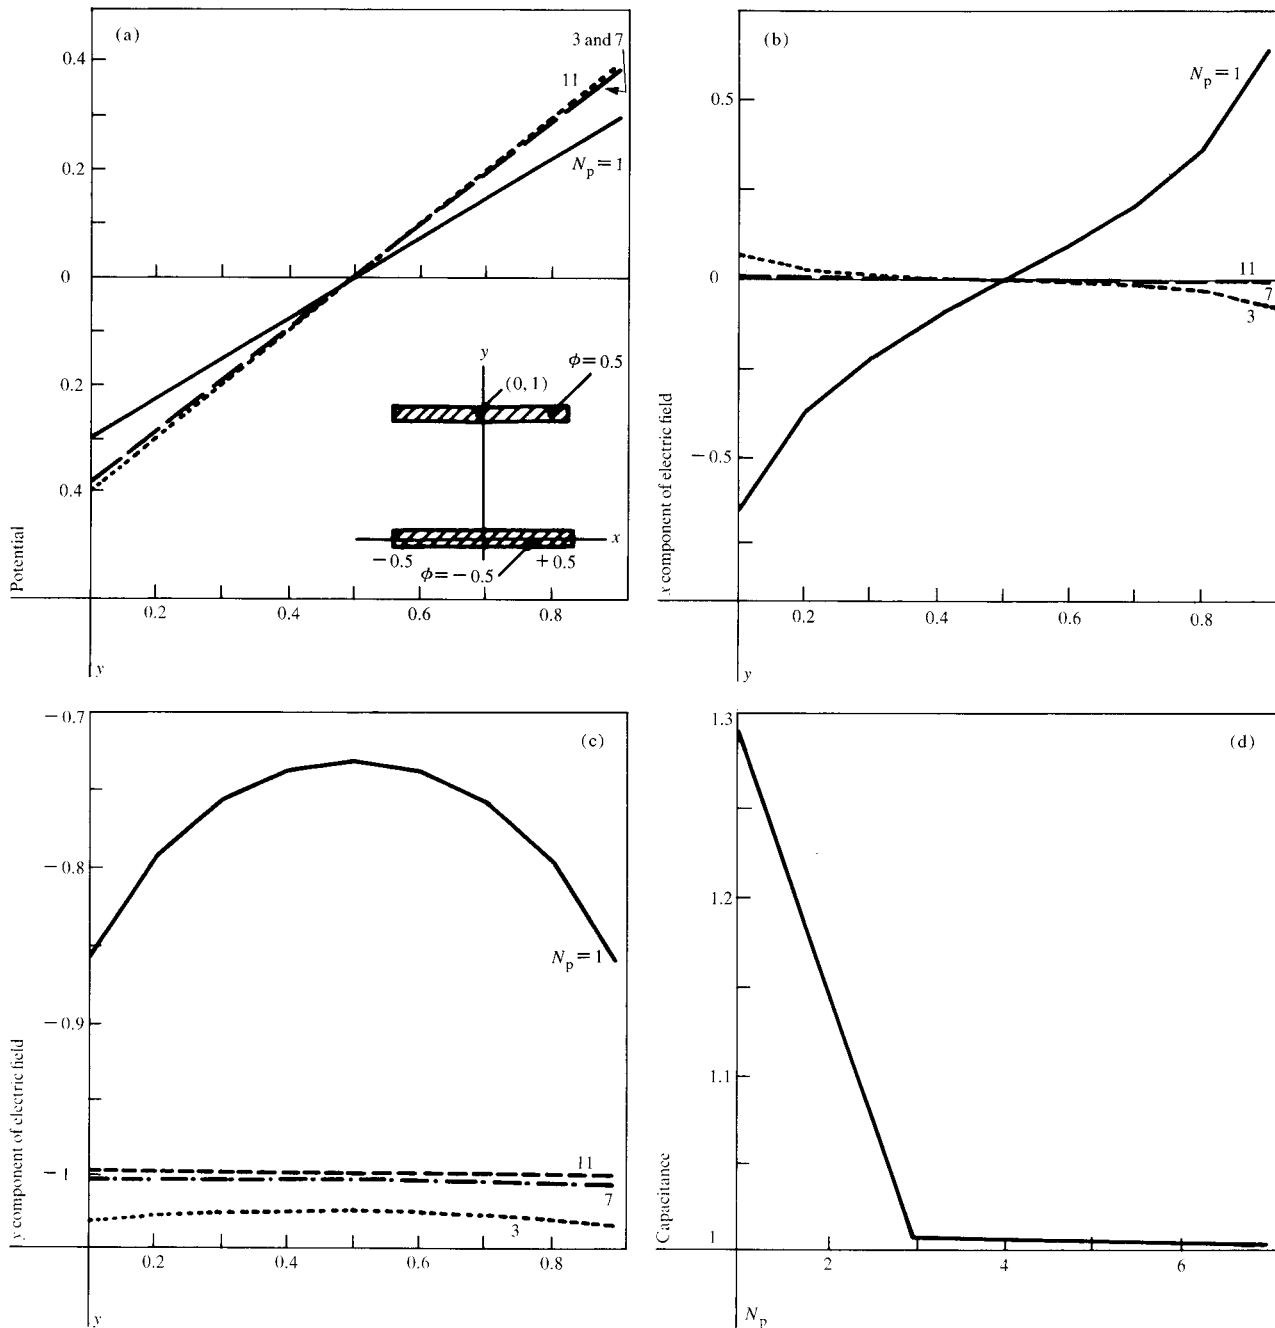 (a)
3 and 7
0.4
11
0.2
N_p = 1
0
0.2
0.4
y
ϕ = 0.5
(0, 1)
x
−0.5
+0.5
ϕ = −0.5
Potential
0.2
0.4
0.6
0.8
y
(b)
N_p = 1
0.5
0
11
7
3
−0.5
x component of electric field
0.2
0.4
0.6
0.8
y
−0.7
(c)
−0.8
N_p = 1
−0.9
−1
11
7
3
y component of electric field
0.2
0.4
0.6
0.8
y
1.3
(d)
1.2
1.1
1
Capacitance
2
4
6
N_p